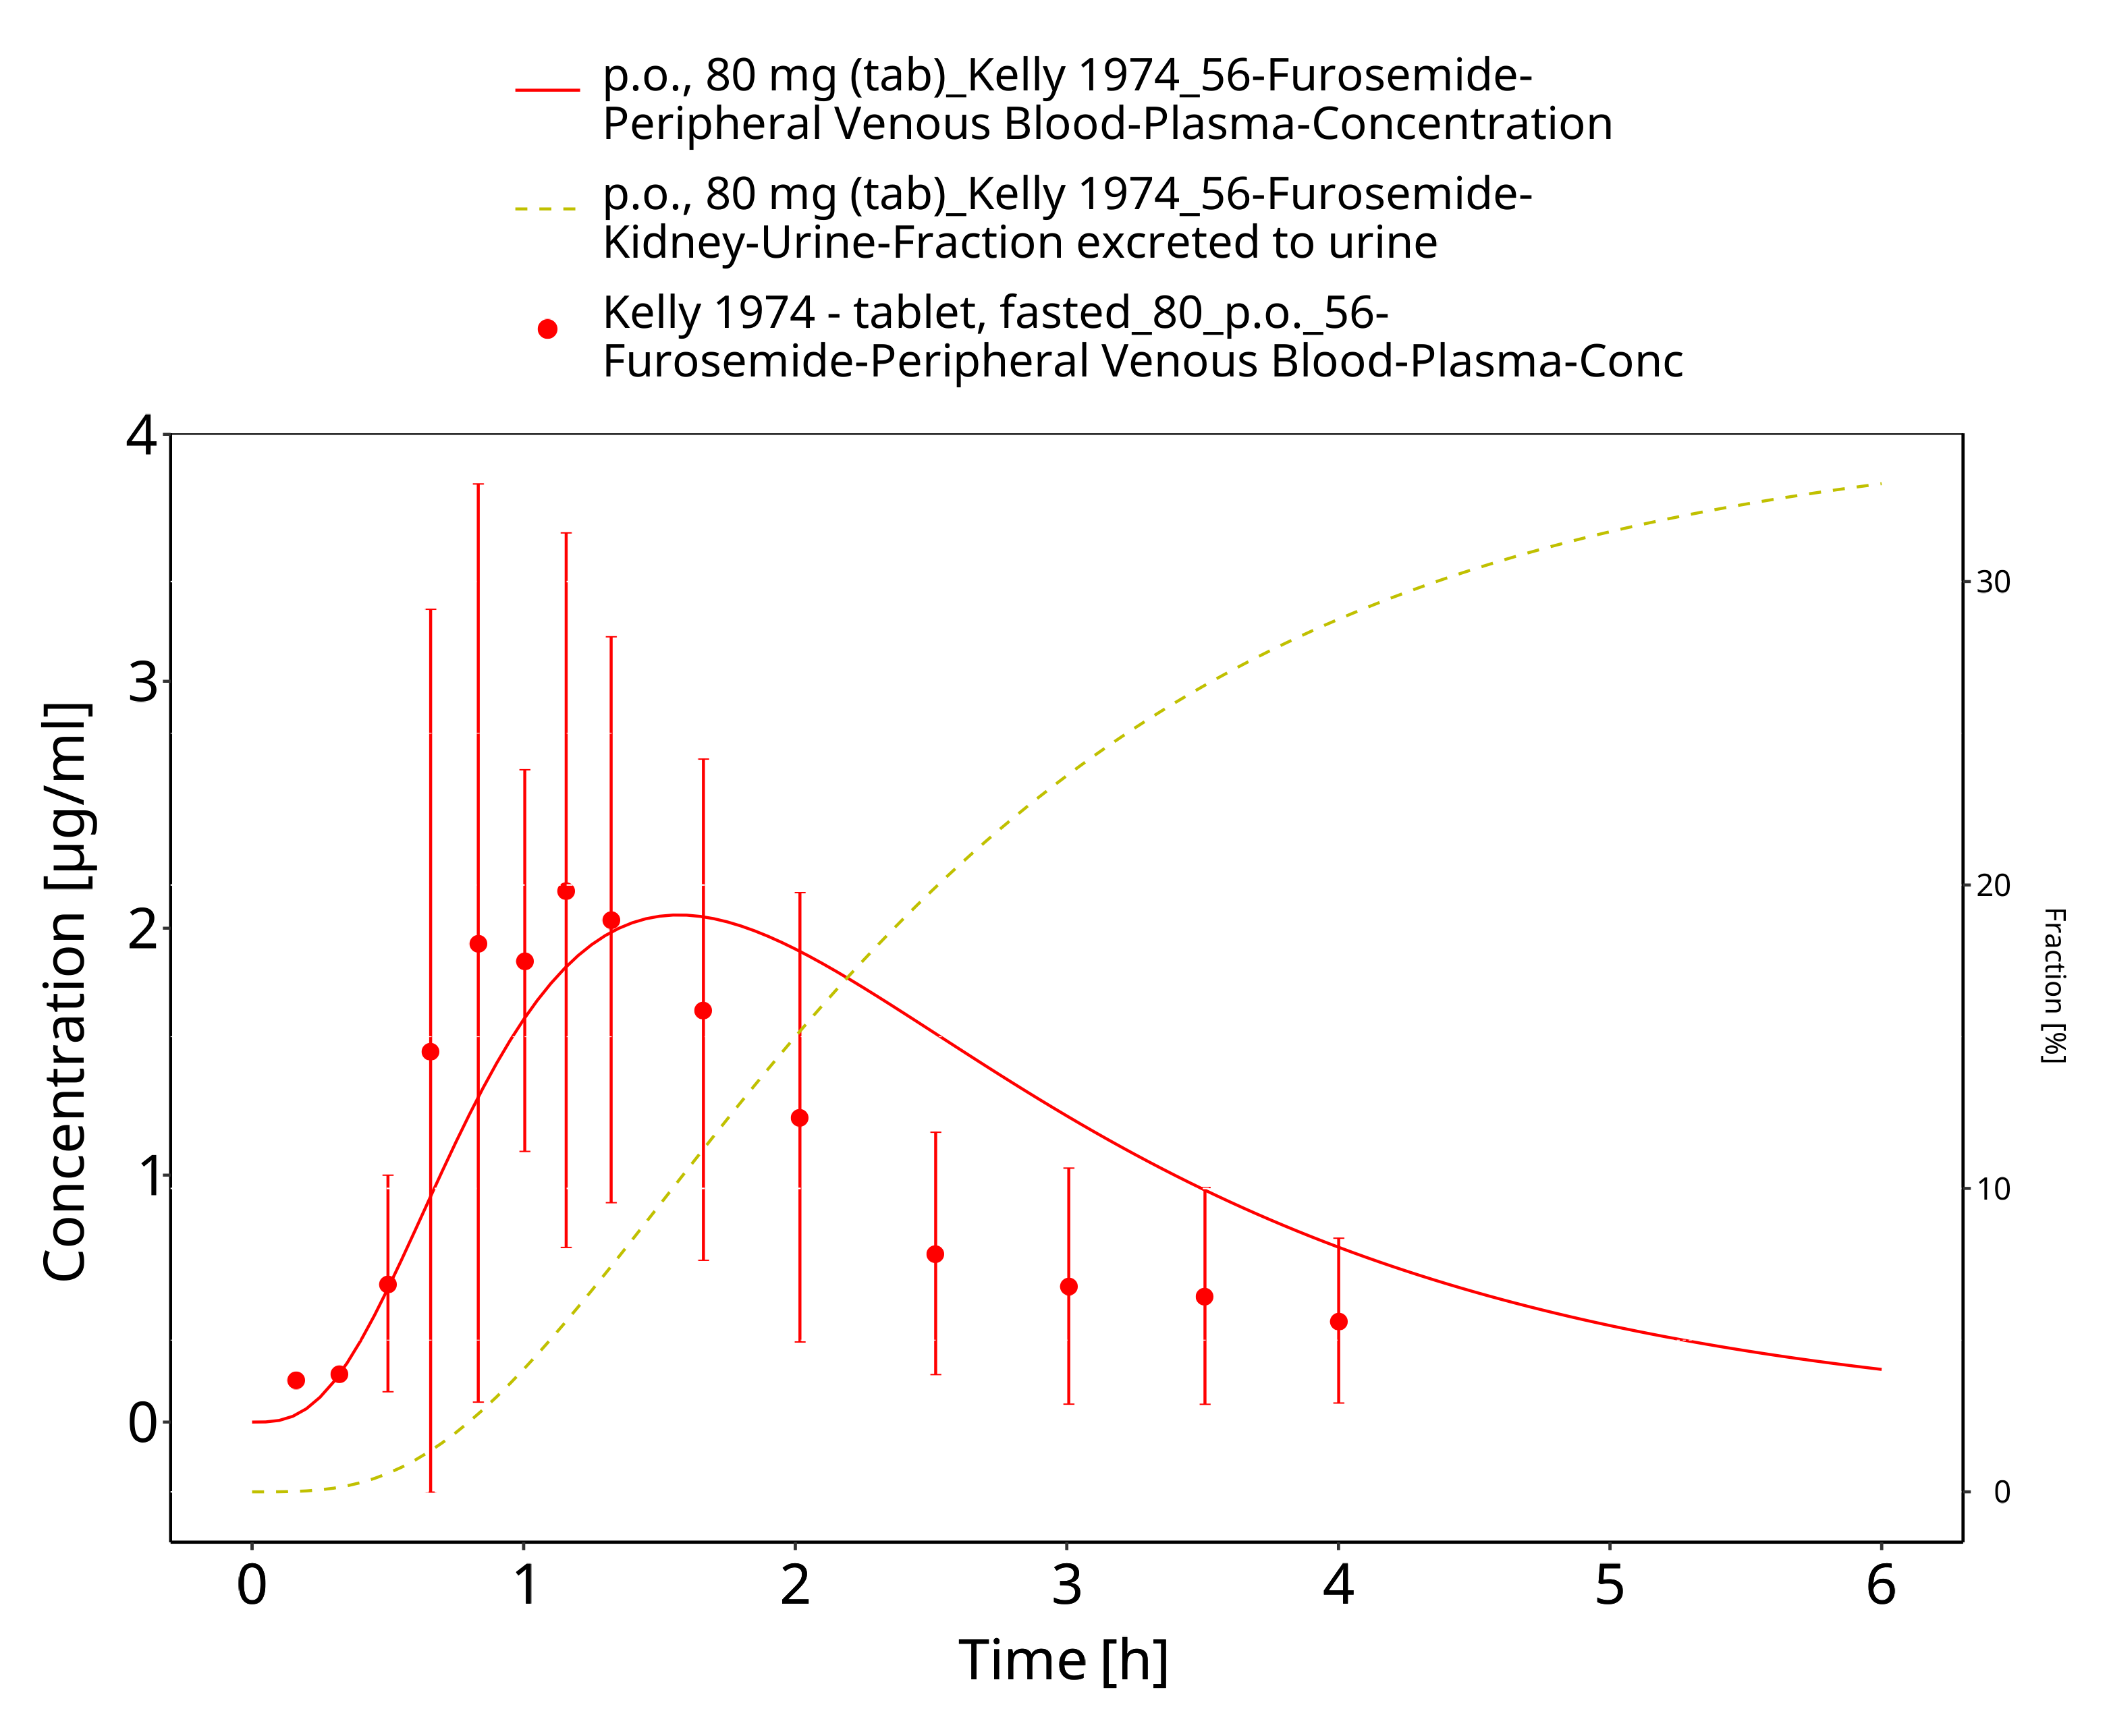 p.o., 80 mg (tab)_Kelly 1974_56-Furosemide-
Peripheral Venous Blood-Plasma-Concentration
p.o., 80 mg (tab)_Kelly 1974_56-Furosemide-
Kidney-Urine-Fraction excreted to urine
Kelly 1974 - tablet, fasted_80_p.o._56-
Furosemide-Peripheral Venous Blood-Plasma-Conc
4
3
2
1
0
Concentration [µg/ml]
30
20
10
0
Fraction [%]
0 1 2 3 4 5 6
Time [h]